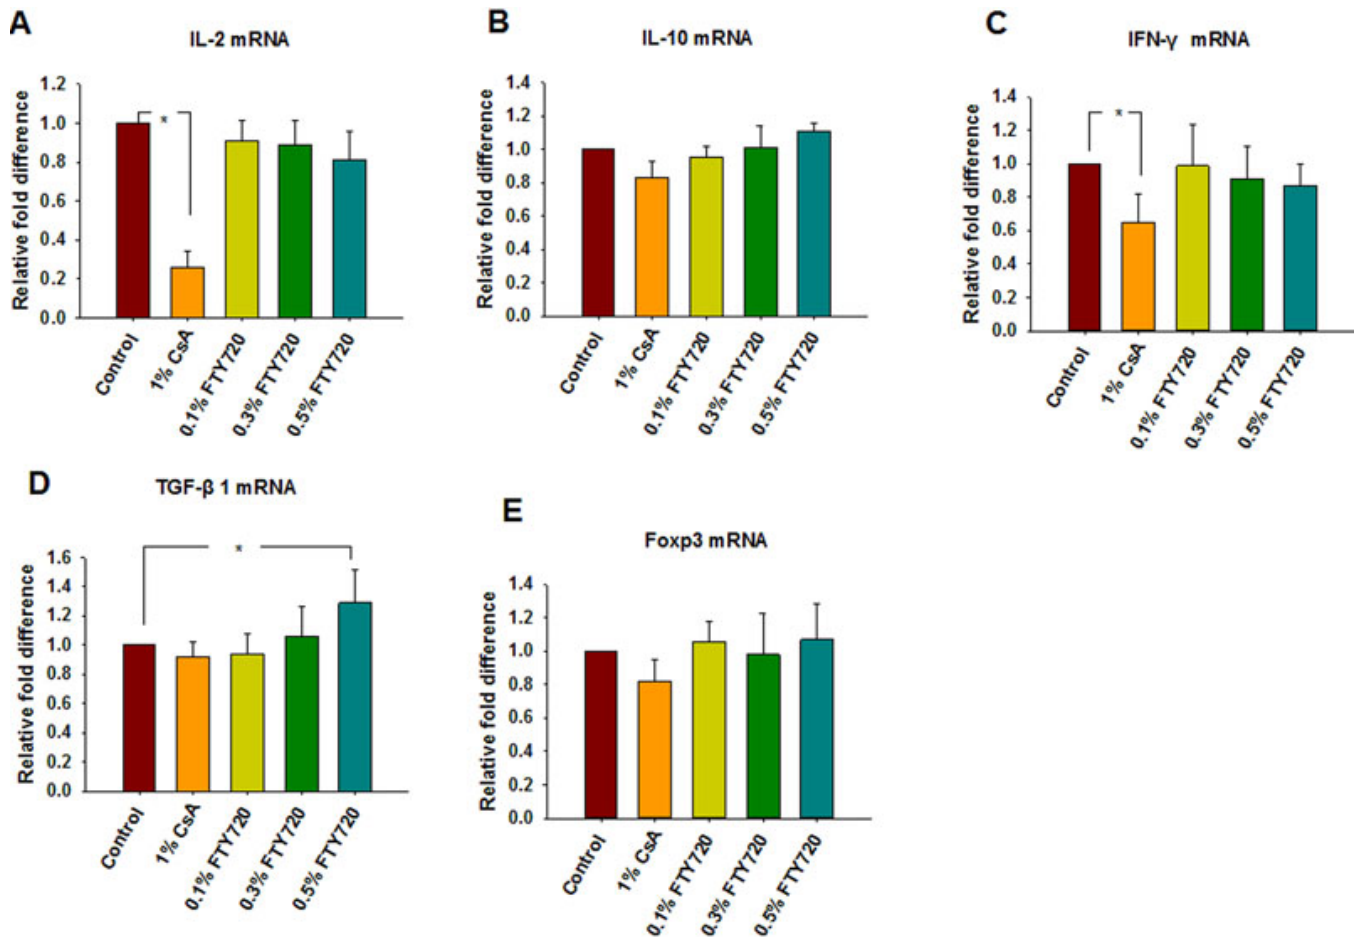 A
IL-2 mRNA
Relative fold difference
1.2
1.0
0.8
0.6
0.4
0.2
0.0
*
Control
1% CsA
0.1% FTY720
0.3% FTY720
0.5% FTY720
B
IL-10 mRNA
Relative fold difference
1.4
1.2
1.0
0.8
0.6
0.4
0.2
0.0
Control
1% CsA
0.1% FTY720
0.3% FTY720
0.5% FTY720
C
IFN-γ mRNA
Relative fold difference
1.4
1.2
1.0
0.8
0.6
0.4
0.2
0.0
*
Control
1% CsA
0.1% FTY720
0.3% FTY720
0.5% FTY720
D
TGF-β 1 mRNA
Relative fold difference
1.6
1.4
1.2
1.0
0.8
0.6
0.4
0.2
0.0
*
Control
1% CsA
0.1% FTY720
0.3% FTY720
0.5% FTY720
E
Foxp3 mRNA
Relative fold difference
1.4
1.2
1.0
0.8
0.6
0.4
0.2
0.0
Control
1% CsA
0.1% FTY720
0.3% FTY720
0.5% FTY720